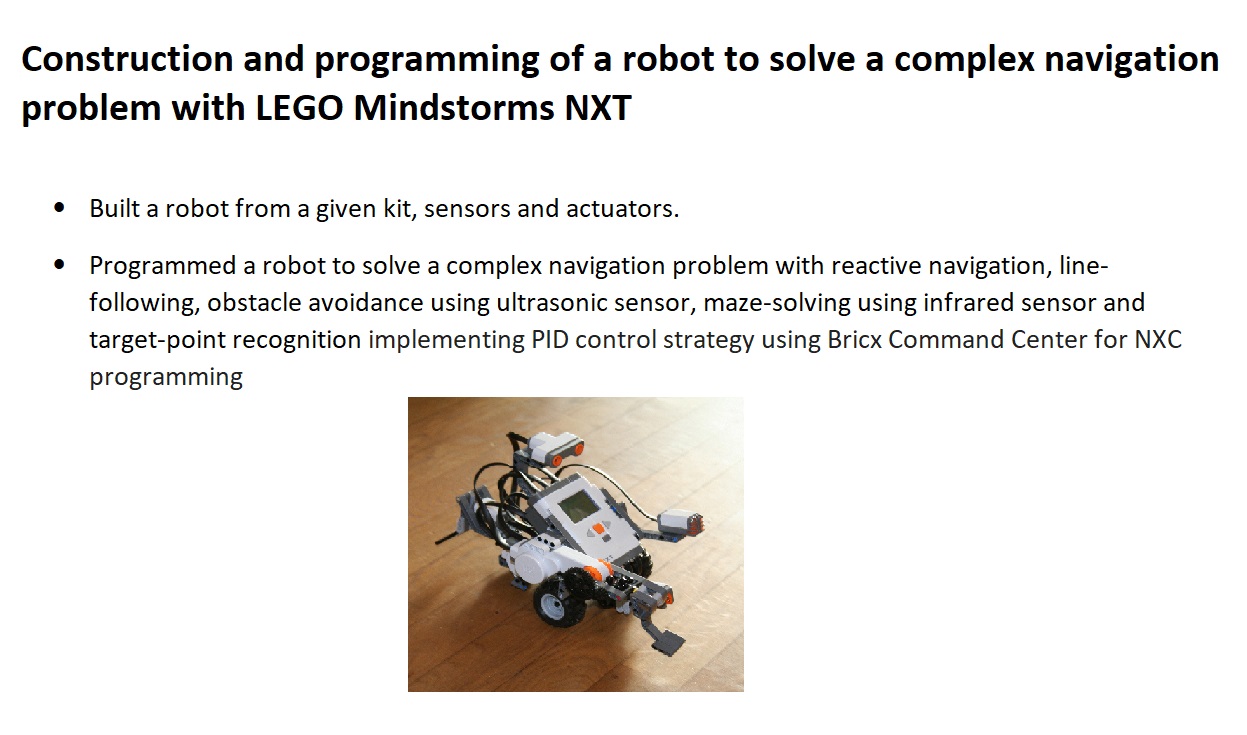 Construction and programming of a robot to solve a complex navigation
problem with LEGO Mindstorms NXT
• Built a robot from a given kit, sensors and actuators.
• Programmed a robot to solve a complex navigation problem with reactive navigation, line-
following, obstacle avoidance using ultrasonic sensor, maze-solving using infrared sensor and
target-point recognition implementing PID control strategy using Bricx Command Center for NXC
programming